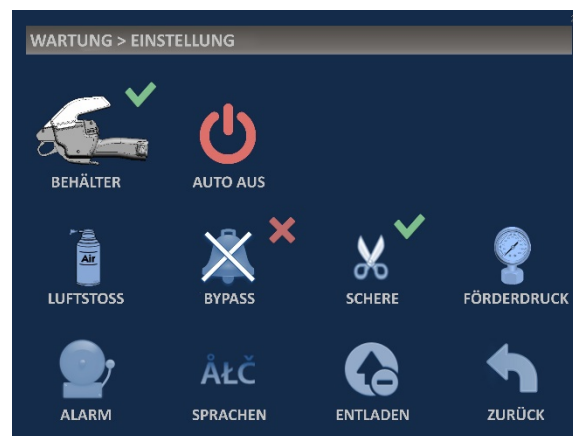 WARTUNG > EINSTELLUNG
BEHÄLTER AUTO AUS
Air
LUFTSTOSS BYPASS SCHERE FÖRDERDRUCK
ÅŁČ
ALARM SPRACHEN ENTLADEN ZURÜCK